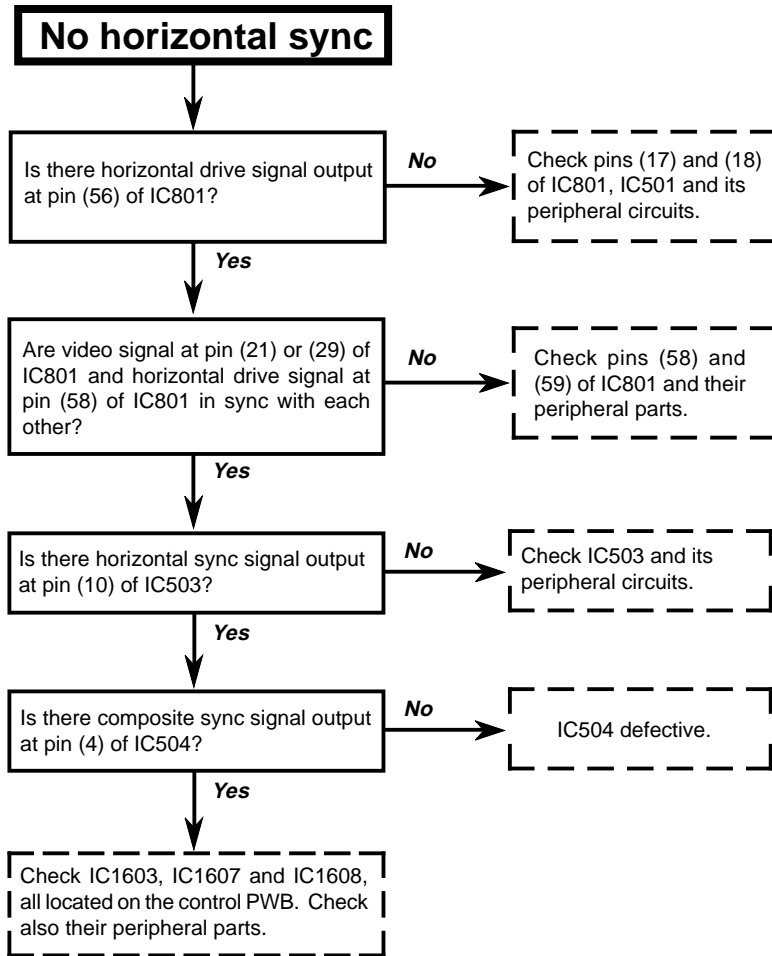 No horizontal sync
Is there horizontal drive signal output
at pin (56) of IC801?
No
Check pins (17) and (18)
of IC801, IC501 and its
peripheral circuits.
Yes
Are video signal at pin (21) or (29) of
IC801 and horizontal drive signal at
pin (58) of IC801 in sync with each
other?
No
Check pins (58) and
(59) of IC801 and their
peripheral parts.
Yes
Is there horizontal sync signal output
at pin (10) of IC503?
No
Check IC503 and its
peripheral circuits.
Yes
Is there composite sync signal output
at pin (4) of IC504?
No
IC504 defective.
Yes
Check IC1603, IC1607 and IC1608,
all located on the control PWB. Check
also their peripheral parts.